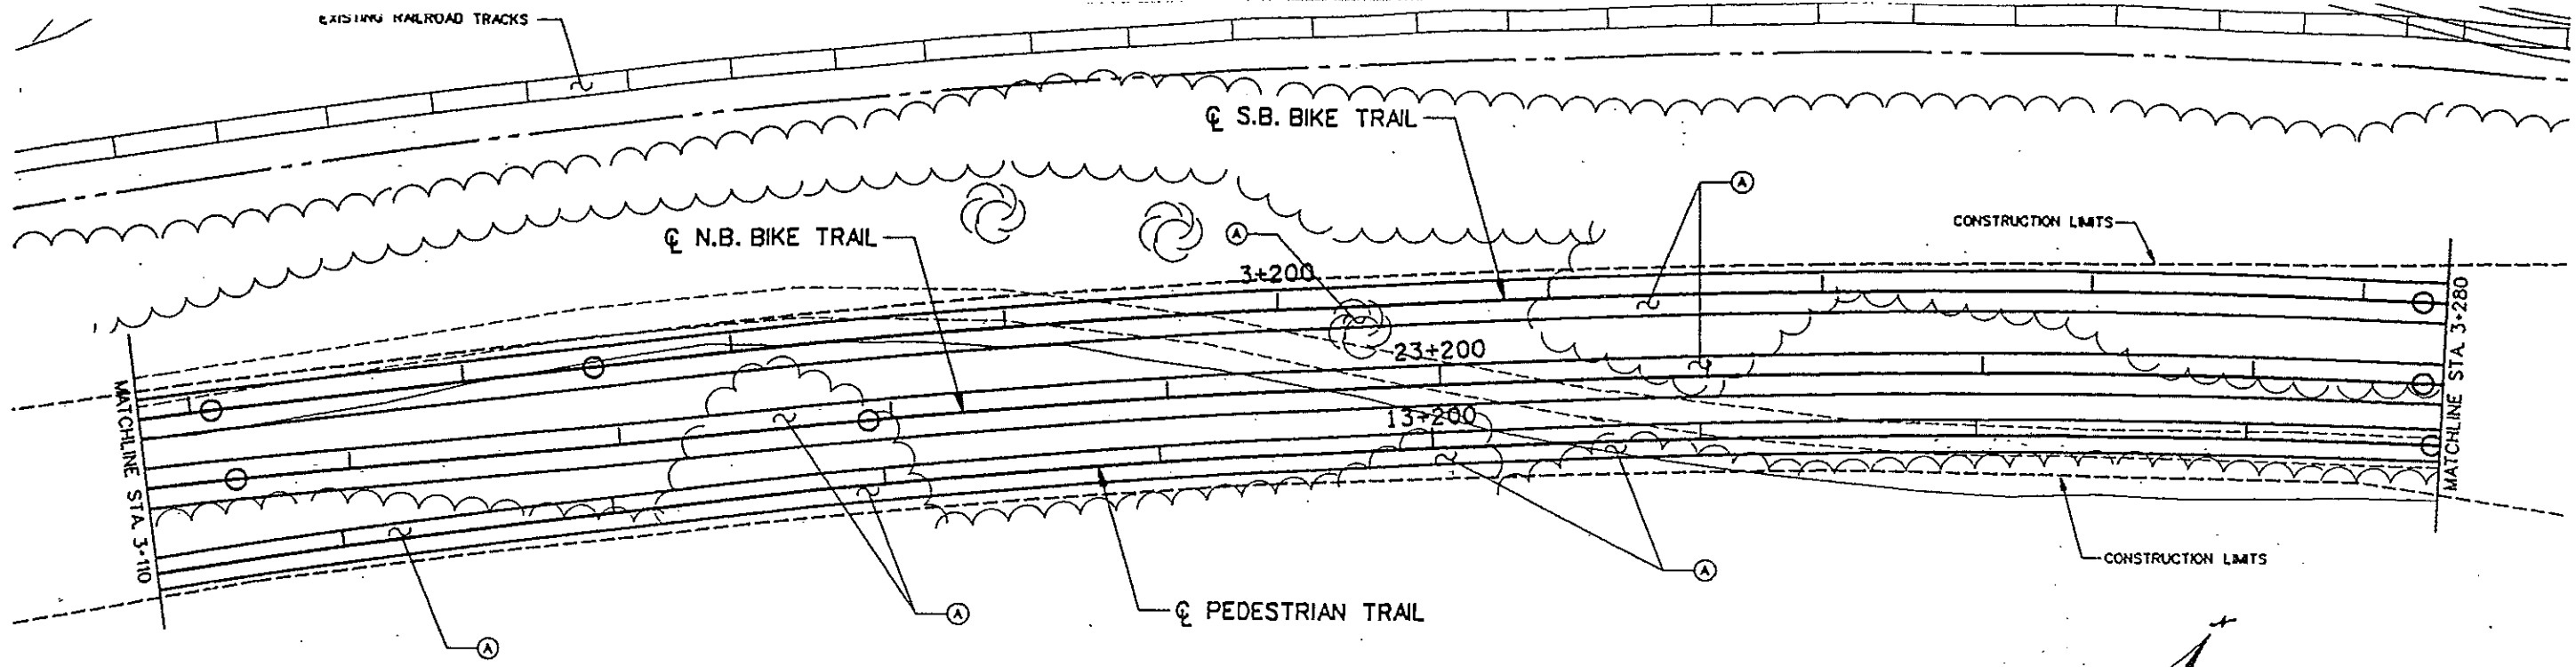 EXISTING RAILROAD TRACKS
℄ S.B. BIKE TRAIL
A
CONSTRUCTION LIMITS
℄ N.B. BIKE TRAIL
A
3+200
23+200
13+200
MATCHLINE STA. 3+110
MATCHLINE STA. 3+280
CONSTRUCTION LIMITS
A
A
℄ PEDESTRIAN TRAIL
A
N